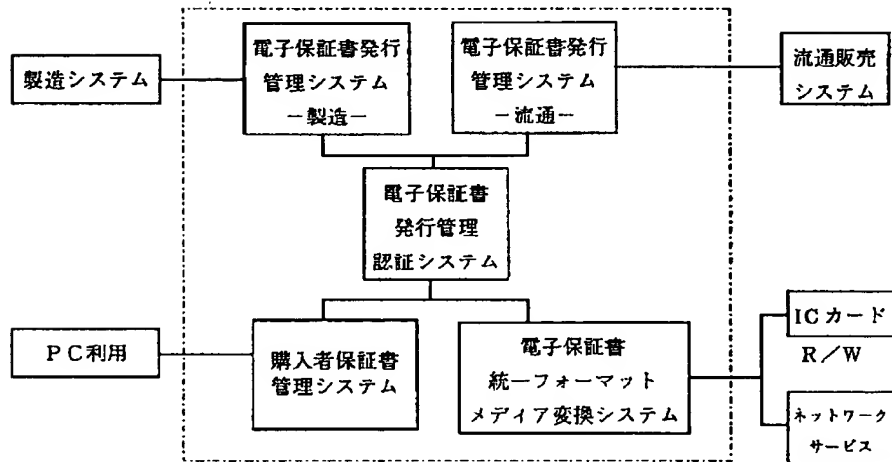 製造システム
電子保証書発行
管理システム
－製造－
電子保証書発行
管理システム
－流通－
流通販売
システム
電子保証書
発行管理
認証システム
PC利用
購入者保証書
管理システム
電子保証書
統一フォーマット
メディア変換システム
ICカード
R／W
ネットワーク
サービス